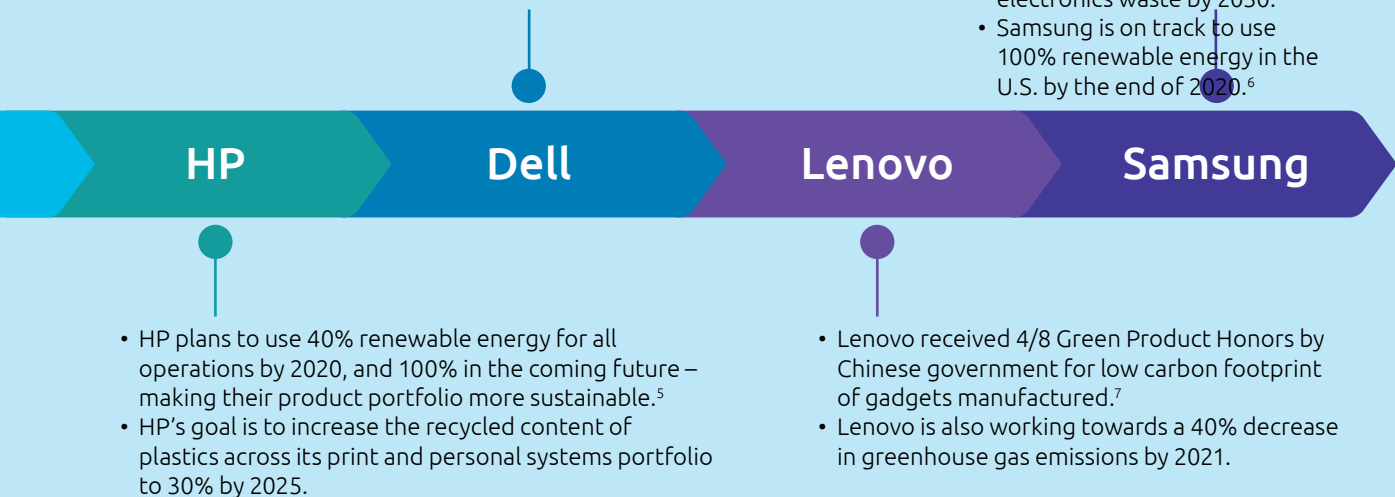 electronics waste by 2030.
• Samsung is on track to use
100% renewable energy in the
U.S. by the end of 2020.⁶
HP
Dell
Lenovo
Samsung
• HP plans to use 40% renewable energy for all
operations by 2020, and 100% in the coming future –
making their product portfolio more sustainable.⁵
• HP’s goal is to increase the recycled content of
plastics across its print and personal systems portfolio
to 30% by 2025.
• Lenovo received 4/8 Green Product Honors by
Chinese government for low carbon footprint
of gadgets manufactured.⁷
• Lenovo is also working towards a 40% decrease
in greenhouse gas emissions by 2021.